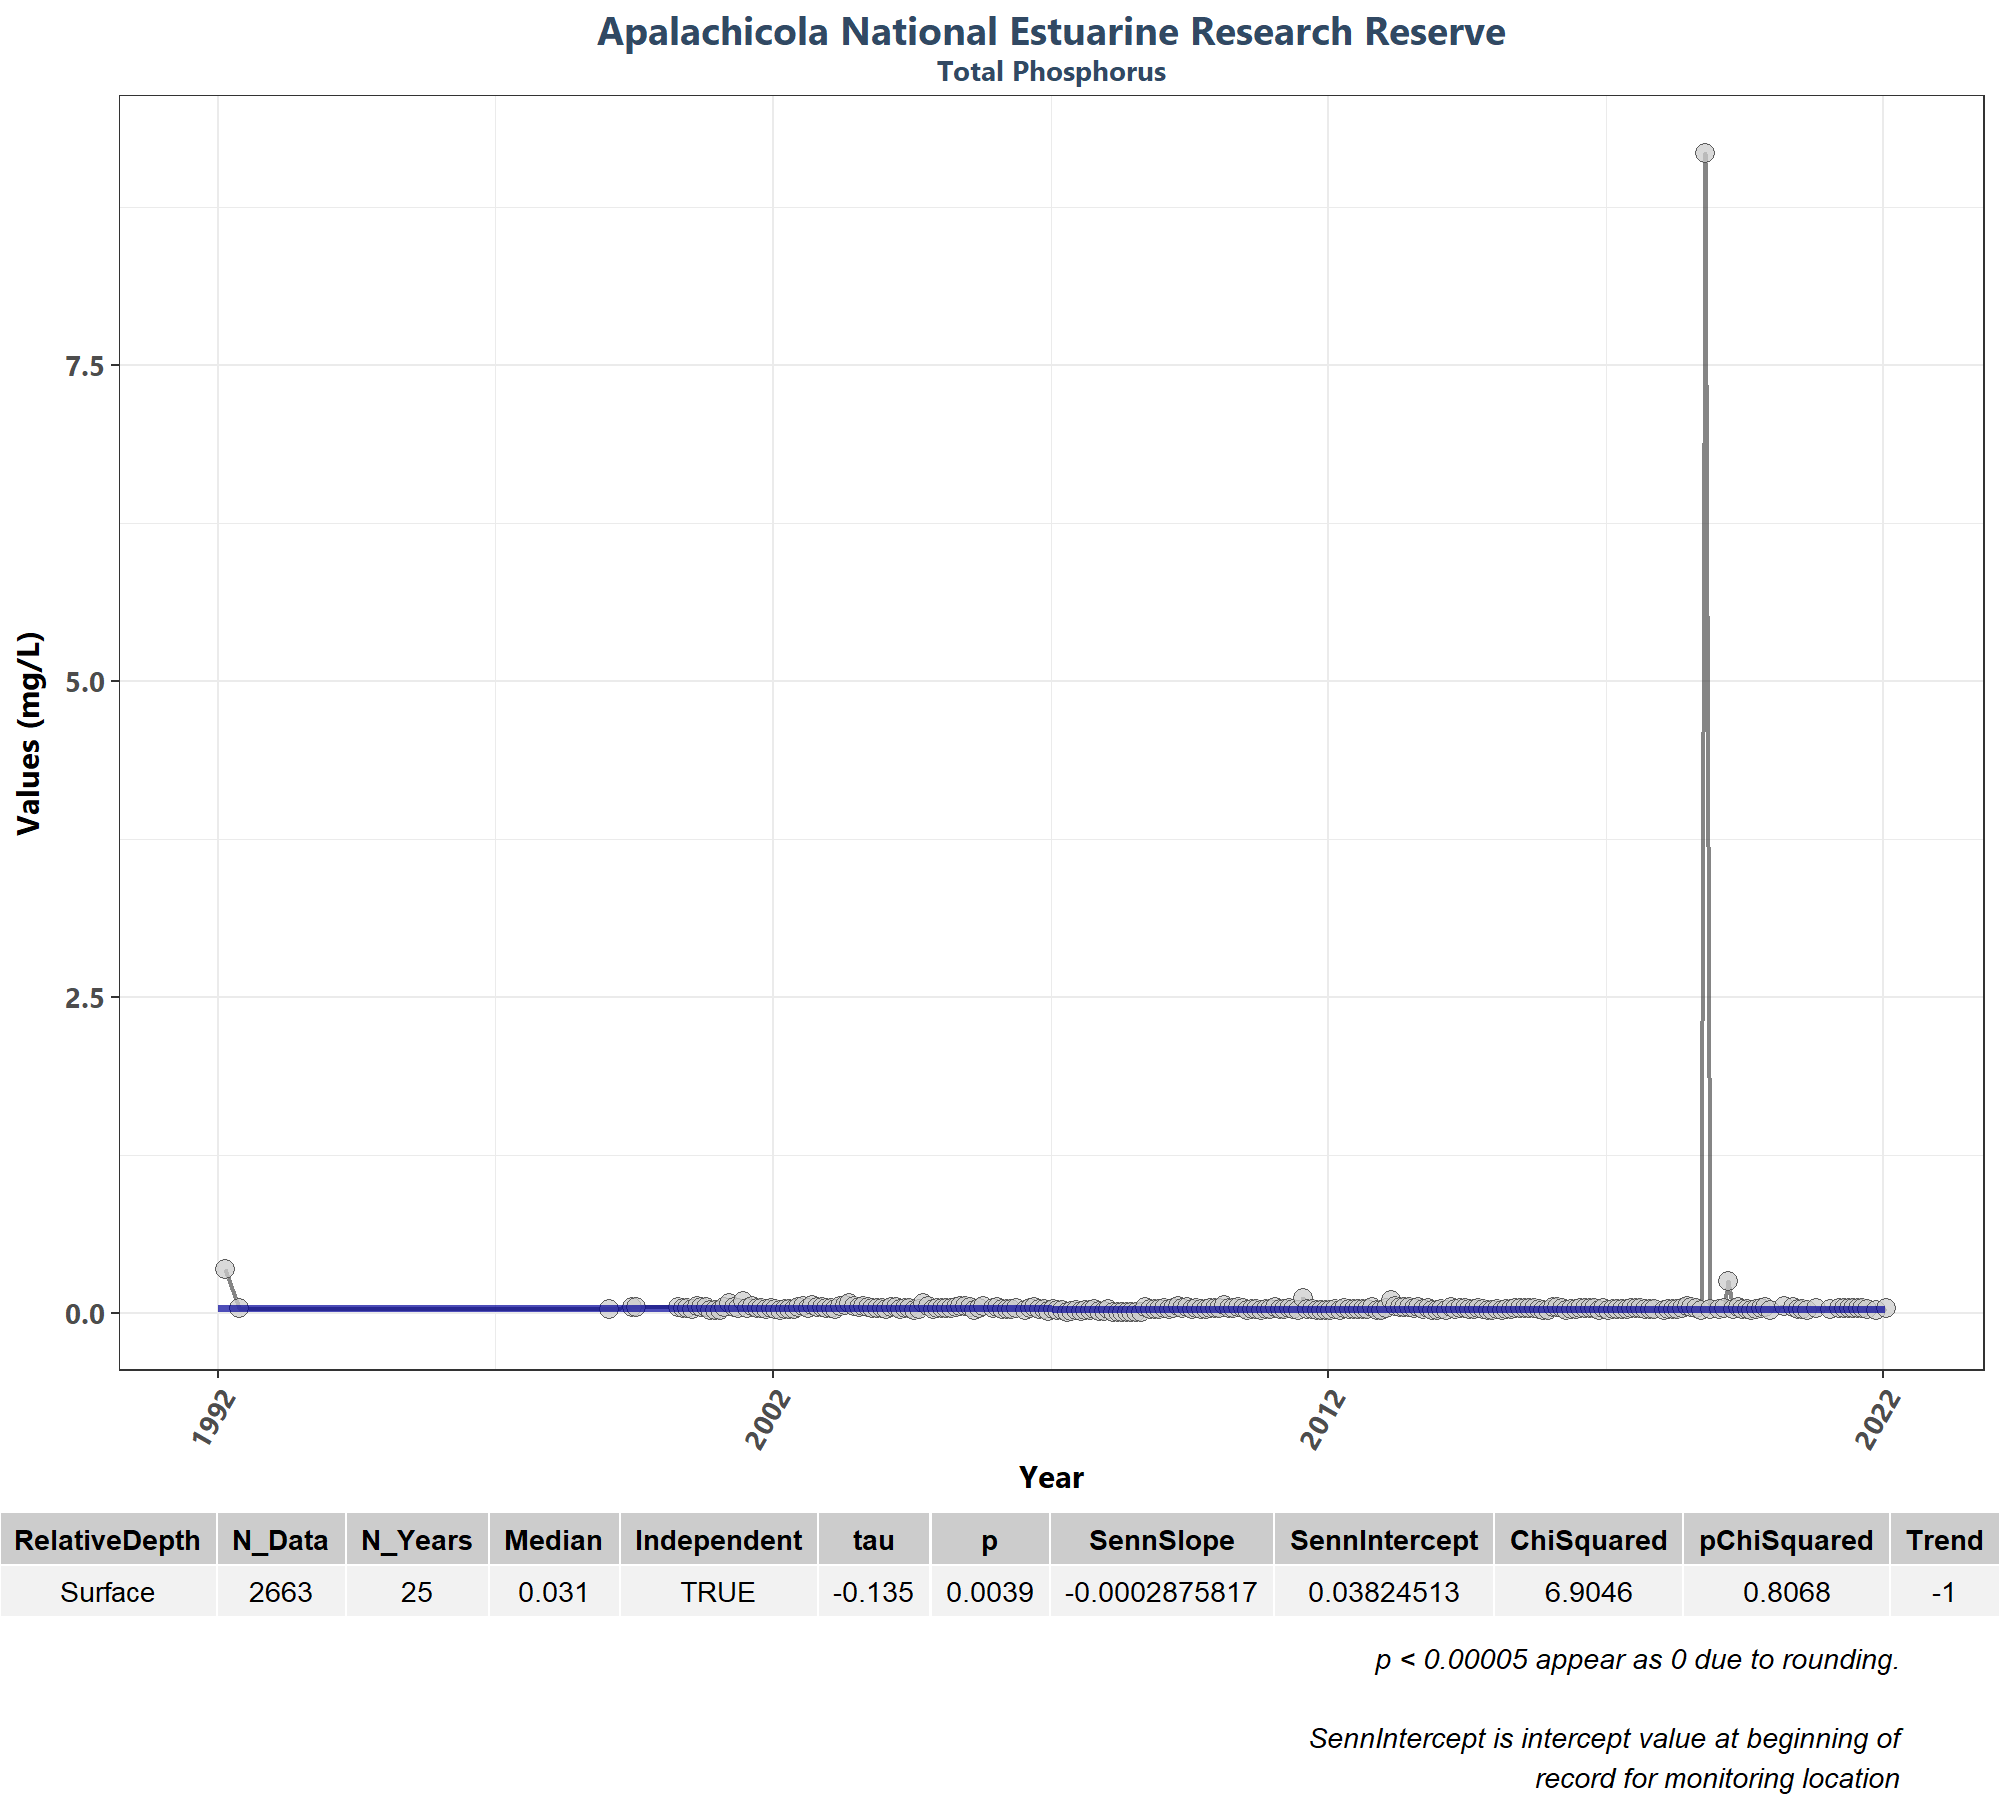 Apalachicola National Estuarine Research Reserve
Total Phosphorus
Values (mg/L)
7.5
5.0
2.5
0.0
1992 2002 2012 2022
Year
RelativeDepth N_Data N_Years Median Independent tau p SennSlope SennIntercept ChiSquared pChiSquared Trend
Surface 2663 25 0.031 TRUE -0.135 0.0039 -0.0002875817 0.03824513 6.9046 0.8068 -1
p < 0.00005 appear as 0 due to rounding.
SennIntercept is intercept value at beginning of
record for monitoring location